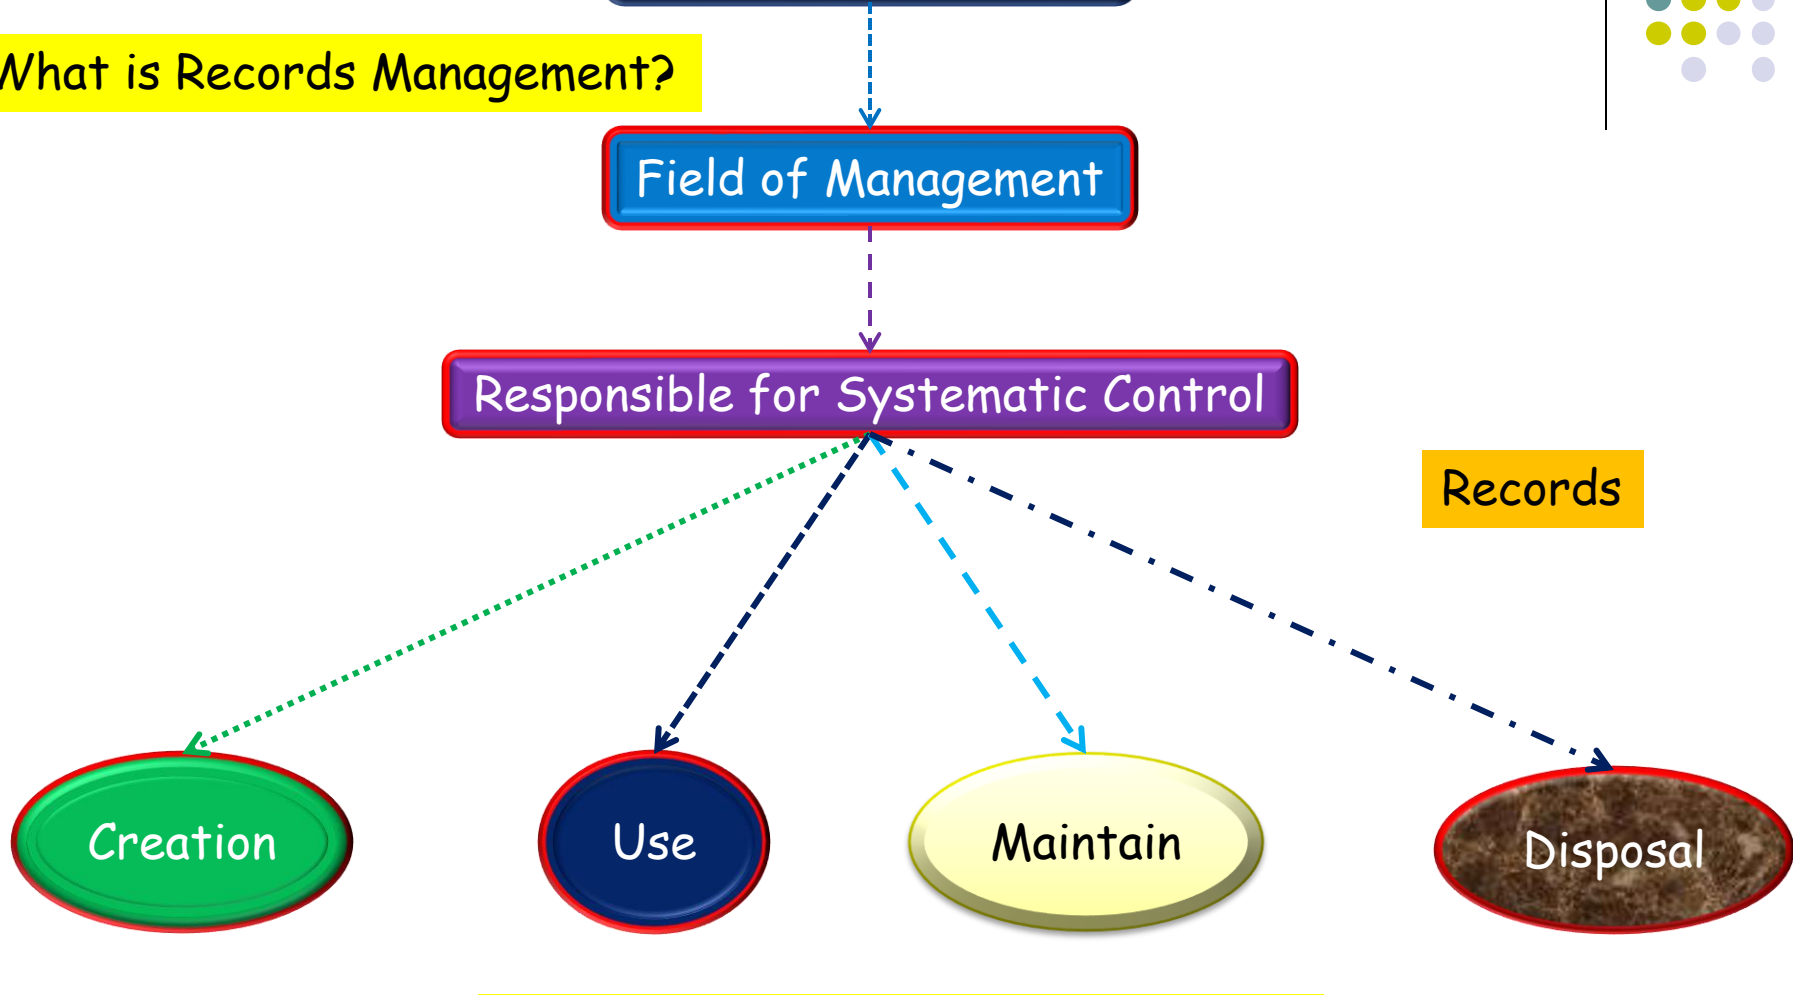 What is Records Management?
Field of Management
Responsible for Systematic Control
Records
Creation
Use
Maintain
Disposal